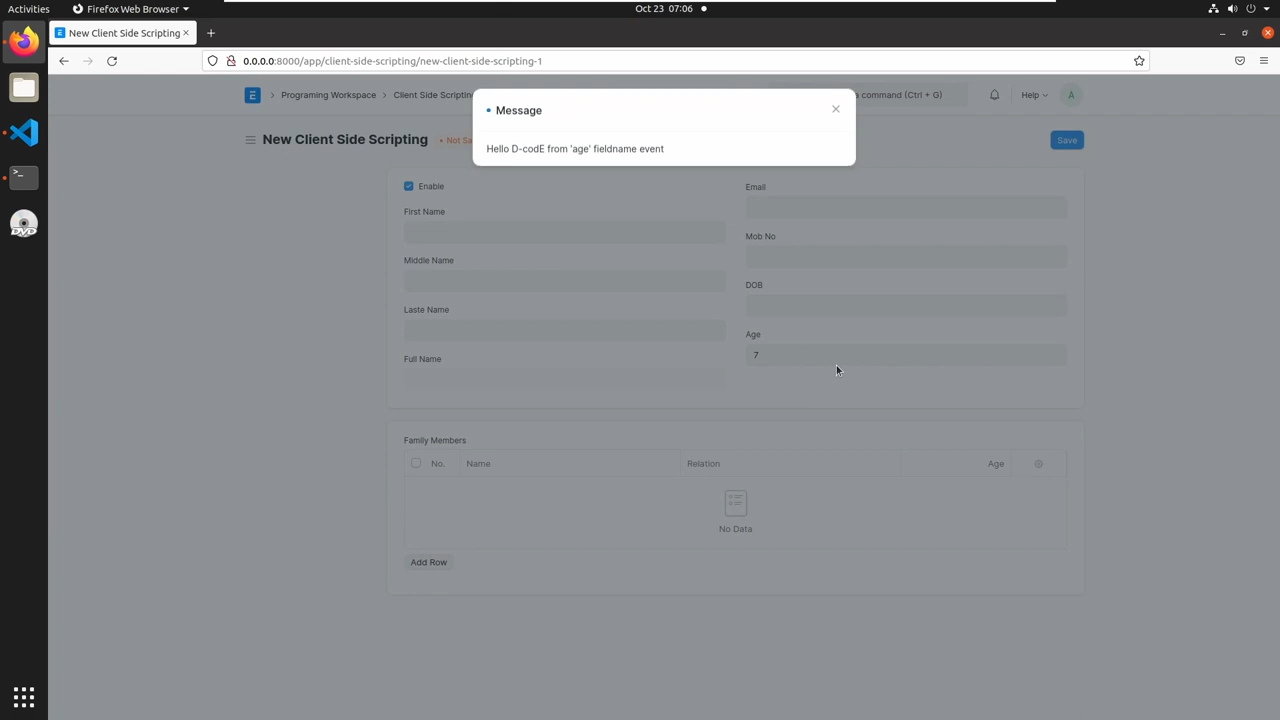 Activities
Firefox Web Browser
Oct 23 07:06
New Client Side Scripting
0.0.0.0:8000/app/client-side-scripting/new-client-side-scripting-1
Programing Workspace
Client Side Scriptin
o command (Ctrl + G)
Help
A
Message
Hello D-codE from 'age' fieldname event
New Client Side Scripting
Not Sa
Save
Enable
First Name
Middle Name
Laste Name
Full Name
Email
Mob No
DOB
Age
7
Family Members
No. Name Relation Age
No Data
Add Row
DVD